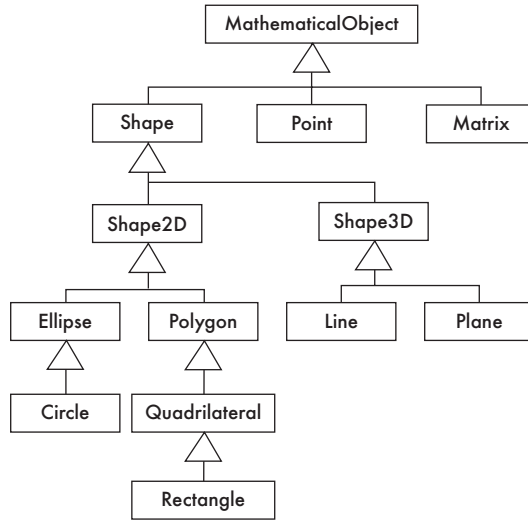 MathematicalObject
Shape
Point
Matrix
Shape2D
Shape3D
Ellipse
Polygon
Line
Plane
Circle
Quadrilateral
Rectangle